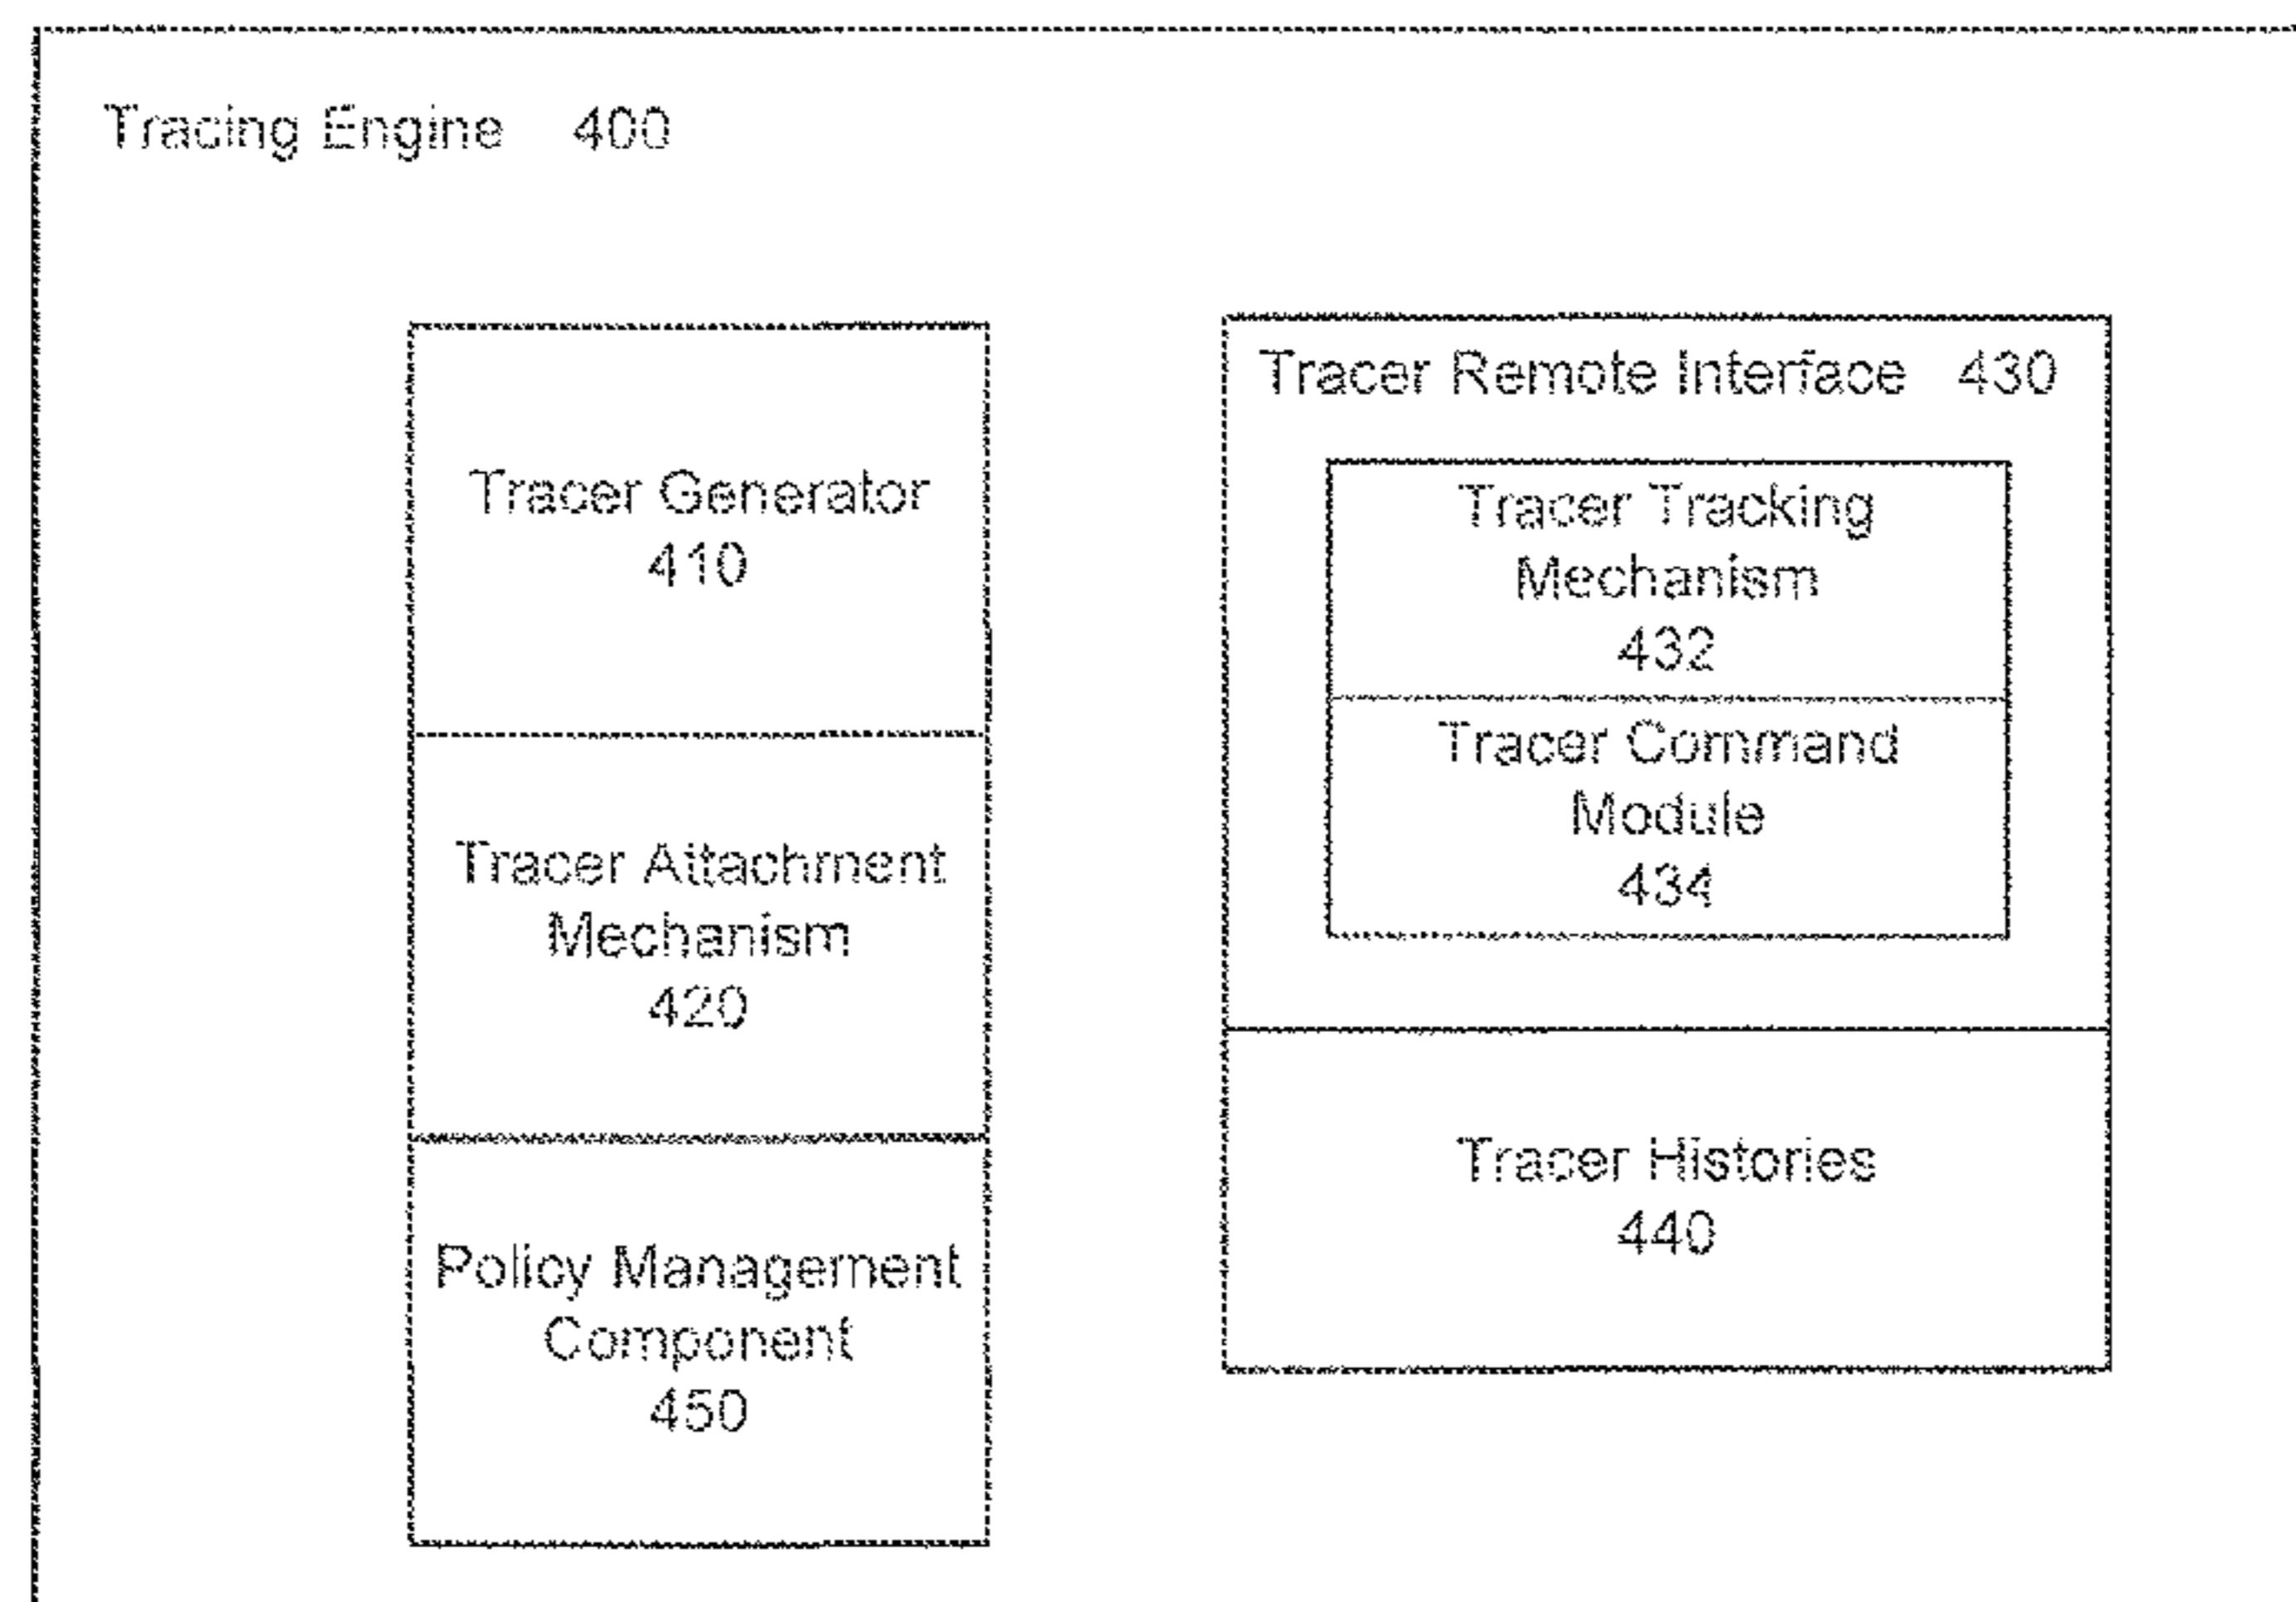 Tracing Engine 400
Tracer Generator
410
Tracer Attachment
Mechanism
420
Policy Management
Component
450
Tracer Remote Interface 430
Tracer Tracking
Mechanism
432
Tracer Command
Module
434
Tracer Histories
440